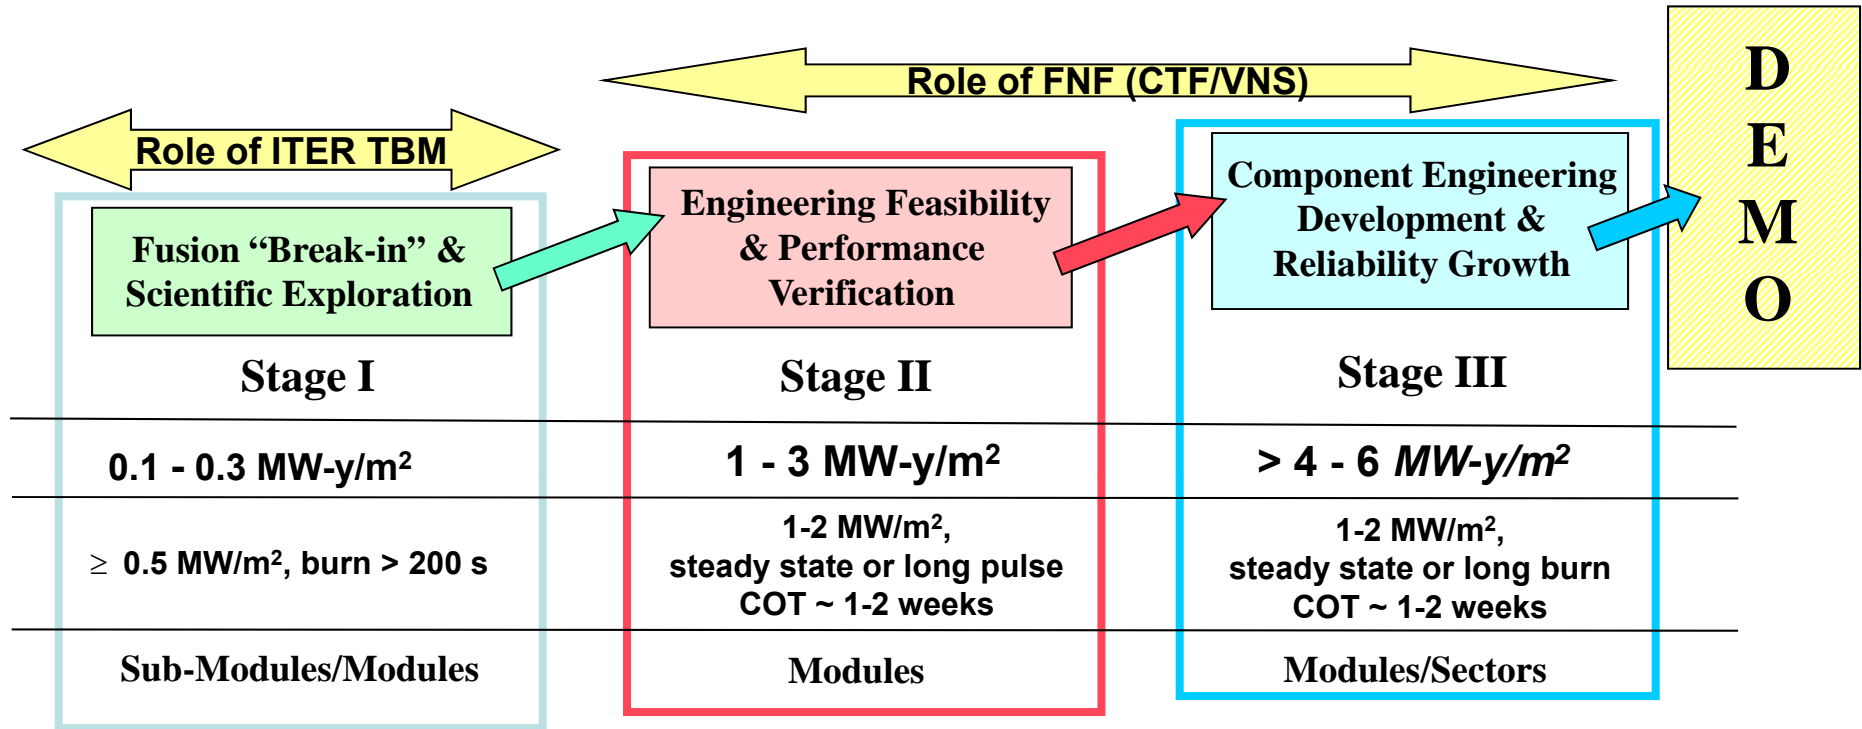 Role of FNF (CTF/VNS)
Role of ITER TBM
D
E
M
O
Fusion “Break-in” &
Scientific Exploration
Engineering Feasibility
& Performance
Verification
Component Engineering
Development &
Reliability Growth
Stage I
Stage II
Stage III
0.1 - 0.3 MW-y/m²
1 - 3 MW-y/m²
> 4 - 6 MW-y/m²
≥ 0.5 MW/m², burn > 200 s
1-2 MW/m²,
steady state or long pulse
COT ~ 1-2 weeks
1-2 MW/m²,
steady state or long burn
COT ~ 1-2 weeks
Sub-Modules/Modules
Modules
Modules/Sectors